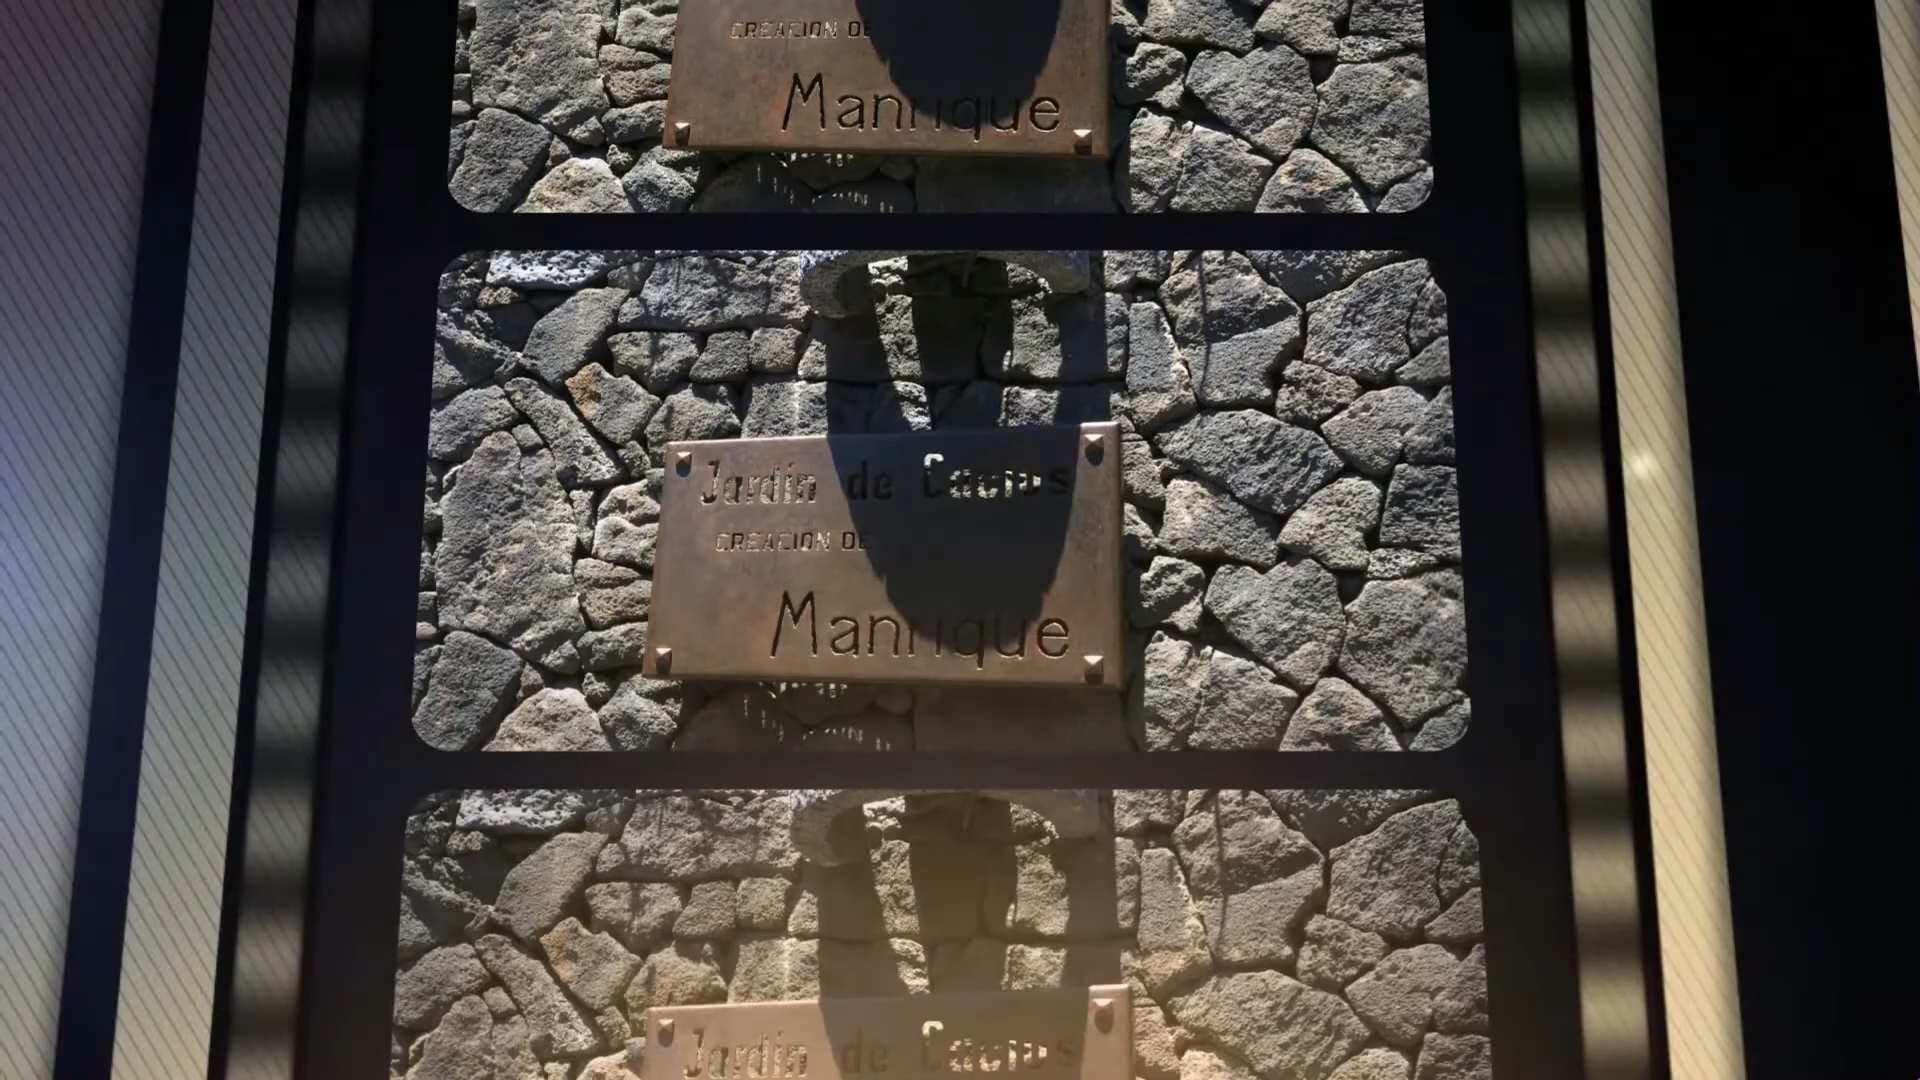 CREACION DE
Manrique
Jardin de Cactus
CREACION DE
Manrique
Jardin de Cactus